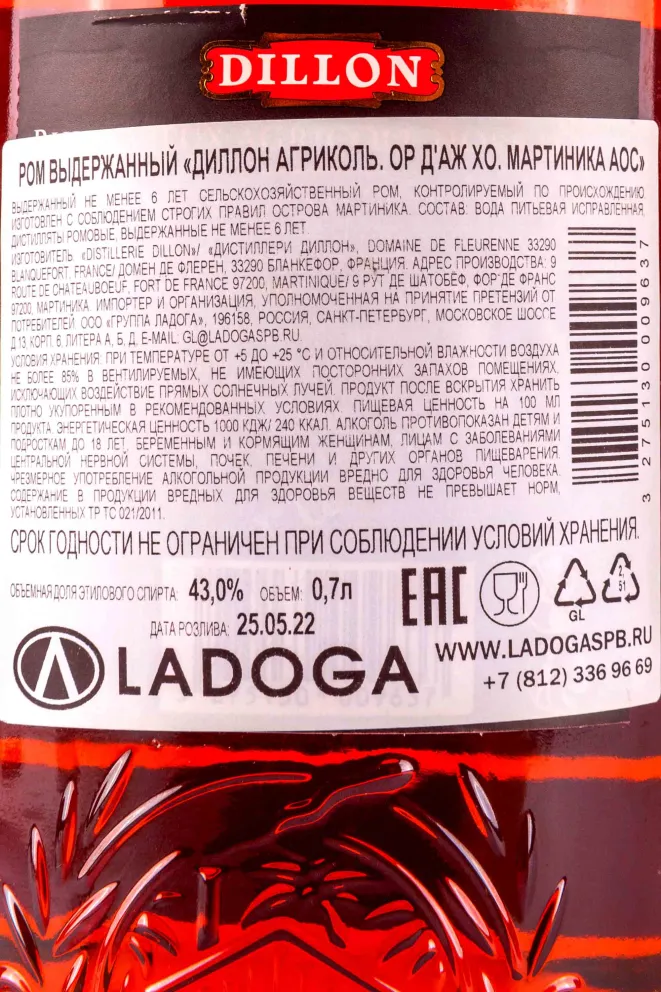 DILLON
РОМ ВЫДЕРЖАННЫЙ «ДИЛЛОН АГРИКОЛЬ. ОР Д'АЖ ХО. МАРТИНИКА АОС»
ВЫДЕРЖАННЫЙ НЕ МЕНЕЕ 6 ЛЕТ СЕЛЬСКОХОЗЯЙСТВЕННЫЙ РОМ, КОНТРОЛИРУЕМЫЙ ПО ПРОИСХОЖДЕНИЮ.
ИЗГОТОВЛЕН С СОБЛЮДЕНИЕМ СТРОГИХ ПРАВИЛ ОСТРОВА МАРТИНИКА. СОСТАВ: ВОДА ПИТЬЕВАЯ ИСПРАВЛЕННАЯ,
ДИСТИЛЛЯТЫ РОМОВЫЕ, ВЫДЕРЖАННЫЕ НЕ МЕНЕЕ 6 ЛЕТ.
ИЗГОТОВИТЕЛЬ «DISTILLERIE DILLON»/ «ДИСТИЛЛЕРИ ДИЛЛОН», DOMAINE DE FLEURENNE 33290
BLANQUEFORT, FRANCE/ ДОМЕН ДЕ ФЛЕРЕН, 33290 БЛАНКЕФОР, ФРАНЦИЯ. АДРЕС ПРОИЗВОДСТВА: 9
ROUTE DE CHATEAUBOEUF, FORT DE FRANCE 97200, MARTINIQUE/ 9 РУТ ДЕ ШАТОБЁФ, ФОР ДЕ ФРАНС
97200, МАРТИНИКА. ИМПОРТЕР И ОРГАНИЗАЦИЯ, УПОЛНОМОЧЕННАЯ НА ПРИНЯТИЕ ПРЕТЕНЗИЙ ОТ
ПОТРЕБИТЕЛЕЙ: ООО «ГРУППА ЛАДОГА», 196158, РОССИЯ, САНКТ-ПЕТЕРБУРГ, МОСКОВСКОЕ ШОССЕ
Д 13, КОРП. 6, ЛИТЕРА А, Б, Д, E-MAIL: GL@LADOGASPB.RU.
УСЛОВИЯ ХРАНЕНИЯ: ПРИ ТЕМПЕРАТУРЕ ОТ +5 ДО +25 °С И ОТНОСИТЕЛЬНОЙ ВЛАЖНОСТИ ВОЗДУХА
НЕ БОЛЕЕ 85% В ВЕНТИЛИРУЕМЫХ, НЕ ИМЕЮЩИХ ПОСТОРОННИХ ЗАПАХОВ ПОМЕЩЕНИЯХ,
ИСКЛЮЧАЮЩИХ ВОЗДЕЙСТВИЕ ПРЯМЫХ СОЛНЕЧНЫХ ЛУЧЕЙ. ПРОДУКТ ПОСЛЕ ВСКРЫТИЯ ХРАНИТЬ
ПЛОТНО УКУПОРЕННЫМ В РЕКОМЕНДОВАННЫХ УСЛОВИЯХ. ПИЩЕВАЯ ЦЕННОСТЬ НА 100 МЛ
ПРОДУКТА: ЭНЕРГЕТИЧЕСКАЯ ЦЕННОСТЬ 1000 КДЖ/ 240 ККАЛ. АЛКОГОЛЬ ПРОТИВОПОКАЗАН ДЕТЯМ И
ПОДРОСТКАМ ДО 18 ЛЕТ, БЕРЕМЕННЫМ И КОРМЯЩИМ ЖЕНЩИНАМ, ЛИЦАМ С ЗАБОЛЕВАНИЯМИ
ЦЕНТРАЛЬНОЙ НЕРВНОЙ СИСТЕМЫ, ПОЧЕК, ПЕЧЕНИ И ДРУГИХ ОРГАНОВ ПИЩЕВАРЕНИЯ.
ЧРЕЗМЕРНОЕ УПОТРЕБЛЕНИЕ АЛКОГОЛЬНОЙ ПРОДУКЦИИ ВРЕДНО ДЛЯ ЗДОРОВЬЯ ЧЕЛОВЕКА.
СОДЕРЖАНИЕ В ПРОДУКЦИИ ВРЕДНЫХ ДЛЯ ЗДОРОВЬЯ ВЕЩЕСТВ НЕ ПРЕВЫШАЕТ НОРМ,
УСТАНОВЛЕННЫХ ТР ТС 021/2011.
3 275130 009637
СРОК ГОДНОСТИ НЕ ОГРАНИЧЕН ПРИ СОБЛЮДЕНИИ УСЛОВИЙ ХРАНЕНИЯ.
ОБЪЕМНАЯ ДОЛЯ ЭТИЛОВОГО СПИРТА: 43,0% ОБЪЕМ: 0,7л
ДАТА РОЗЛИВА: 25.05.22
EAC
GL
2, 51
LADOGA
WWW.LADOGASPB.RU
+7 (812) 336 96 69